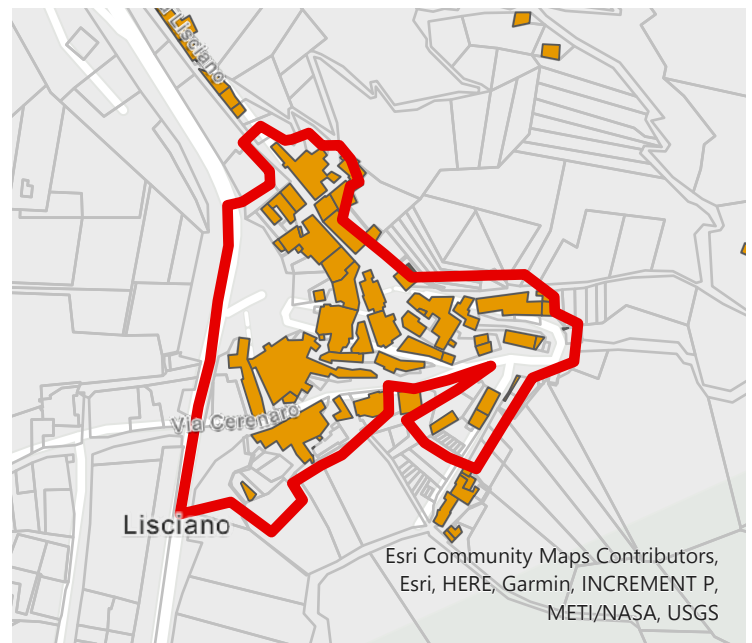 Lisciano
Via Cerenaro
Lisciano
Esri Community Maps Contributors,
Esri, HERE, Garmin, INCREMENT P,
METI/NASA, USGS